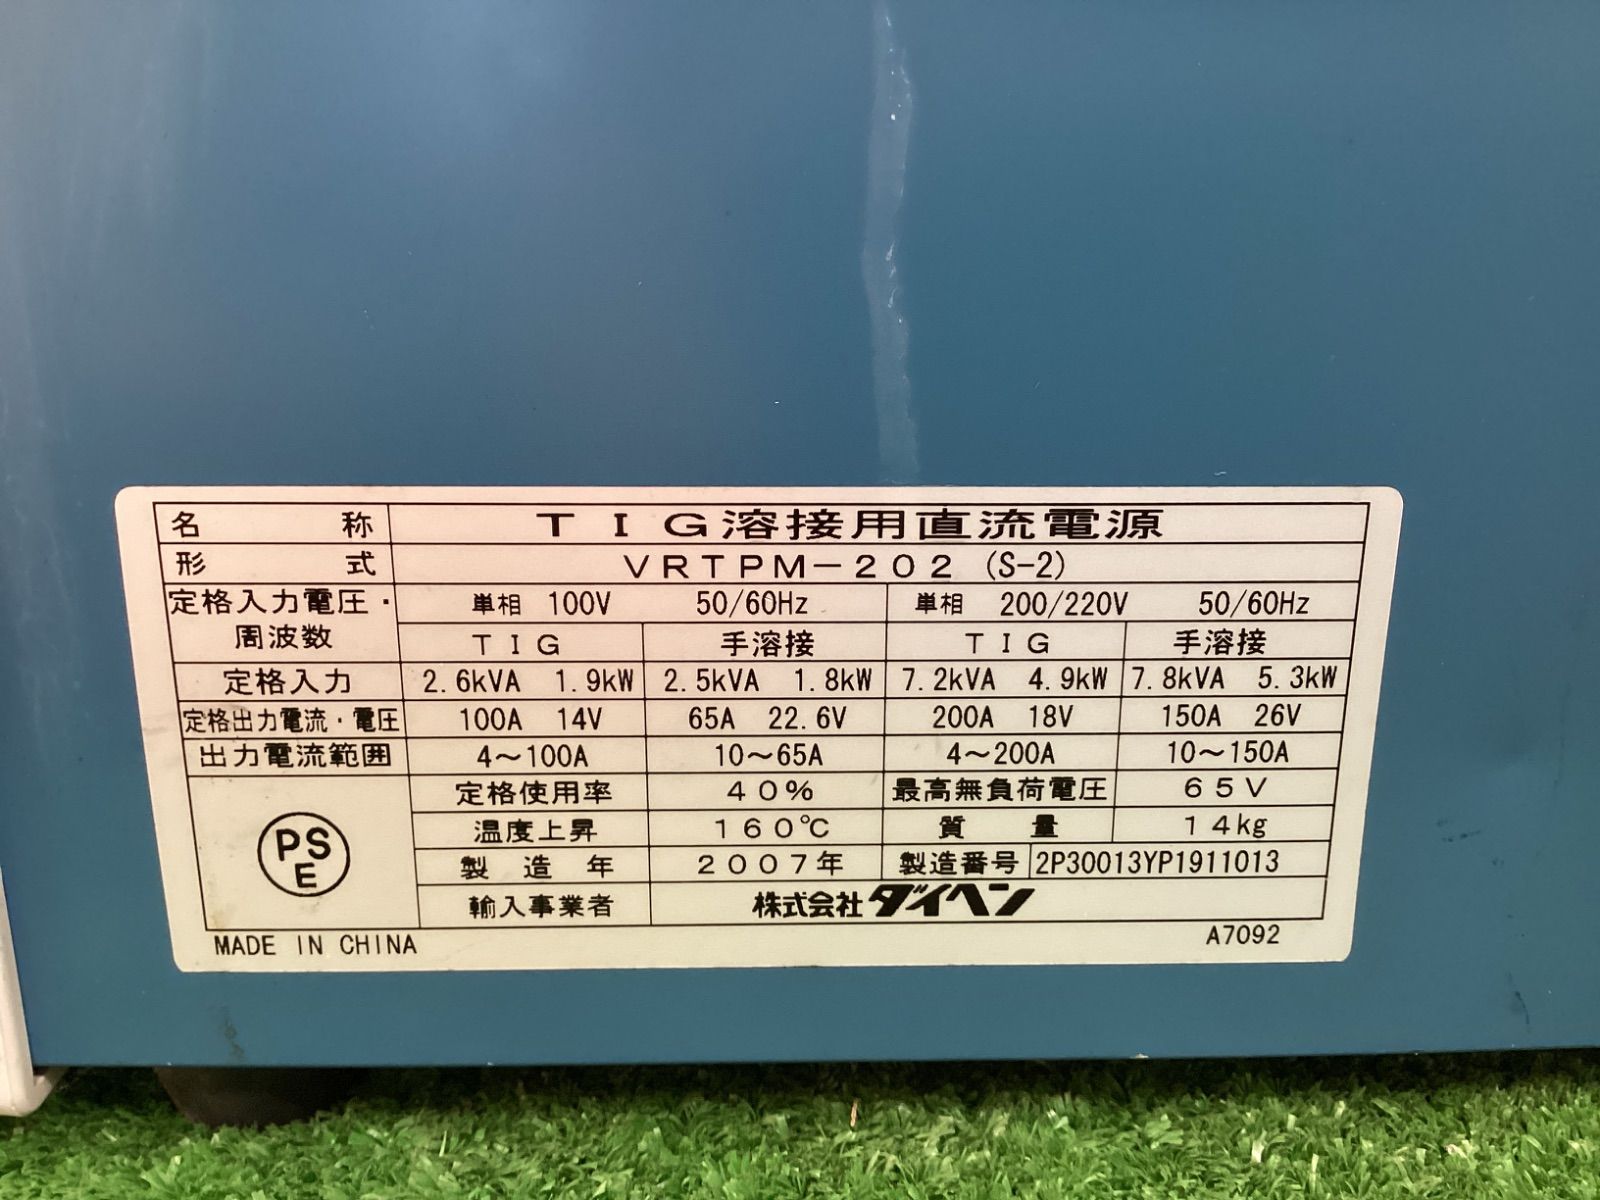 名称 ＴＩＧ溶接用直流電源
形式 ＶＲＴＰＭ－２０２ (S-2)
定格入力電圧・周波数 単相 100V 50/60Hz 単相 200/220V 50/60Hz
ＴＩＧ 手溶接 ＴＩＧ 手溶接
定格入力 2.6kVA 1.9kW 2.5kVA 1.8kW 7.2kVA 4.9kW 7.8kVA 5.3kW
定格出力電流・電圧 100A 14V 65A 22.6V 200A 18V 150A 26V
出力電流範囲 4～100A 10～65A 4～200A 10～150A
定格使用率 ４０％ 最高無負荷電圧 ６５Ｖ
温度上昇 １６０℃ 質量 １４kg
製造年 ２００７年 製造番号 2P30013YP1911013
輸入事業者 株式会社ダイヘン
PSE
MADE IN CHINA A7092